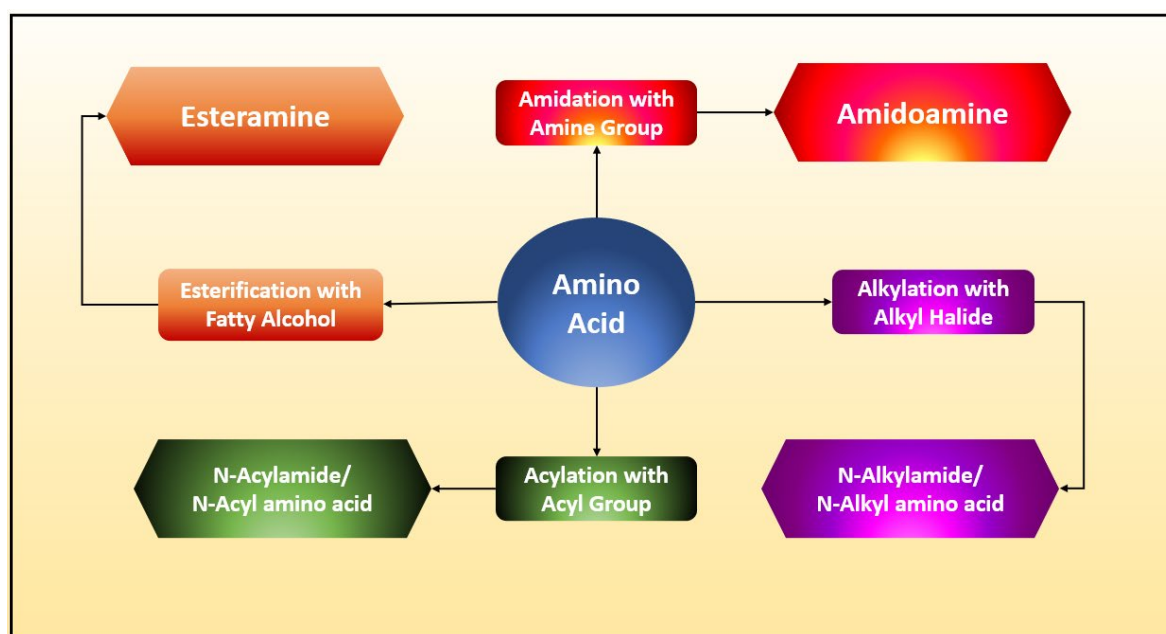 Esteramine
Amidation with
Amine Group
Amidoamine
Esterification with
Fatty Alcohol
Amino
Acid
Alkylation with
Alkyl Halide
N-Acylamide/
N-Acyl amino acid
Acylation with
Acyl Group
N-Alkylamide/
N-Alkyl amino acid